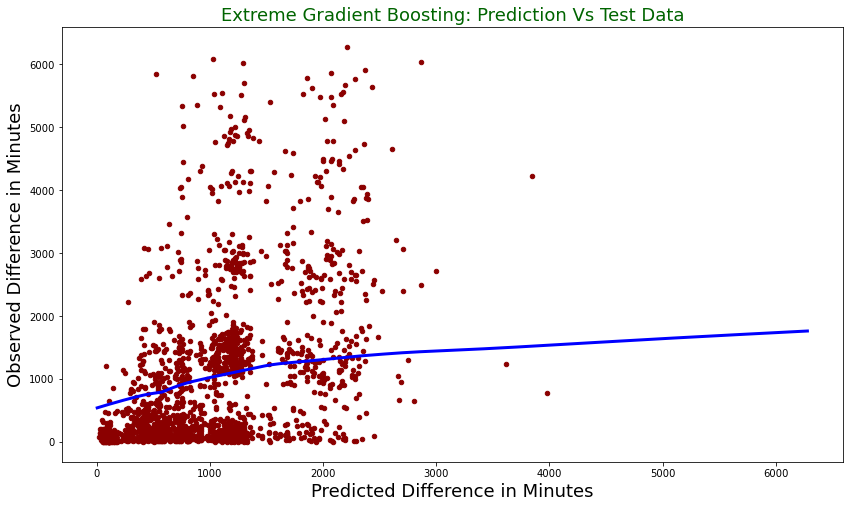 Extreme Gradient Boosting: Prediction Vs Test Data
Observed Difference in Minutes
6000
5000
4000
3000
2000
1000
0
0 1000 2000 3000 4000 5000 6000
Predicted Difference in Minutes